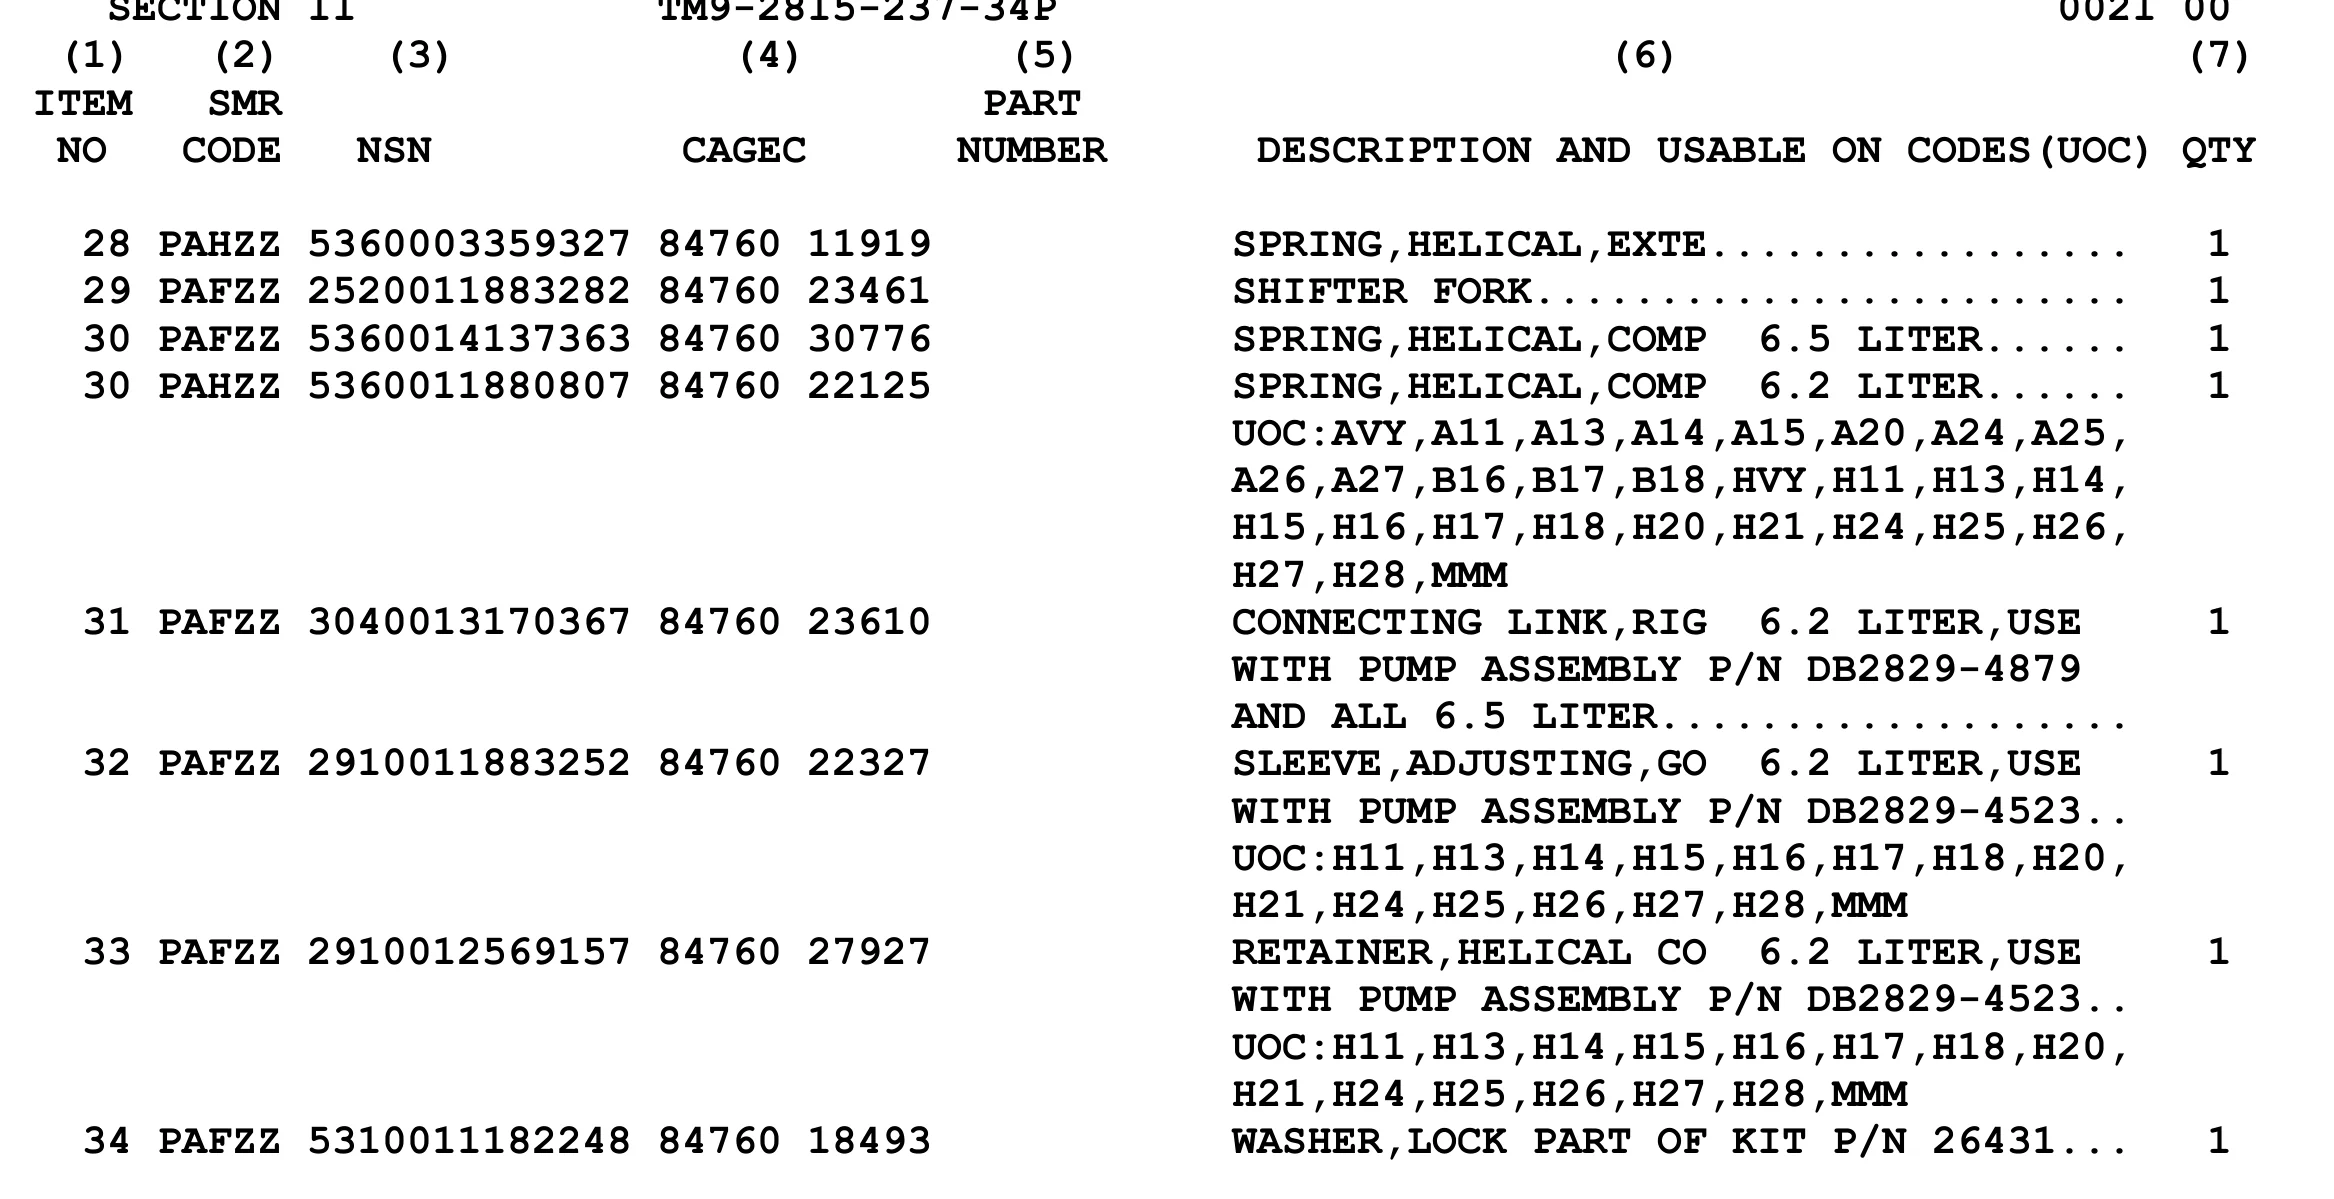 SECTION II TM9-2815-237-34P 0021 00
(1) (2) (3) (4) (5) (6) (7)
ITEM SMR PART
NO CODE NSN CAGEC NUMBER DESCRIPTION AND USABLE ON CODES(UOC) QTY
28 PAHZZ 5360003359327 84760 11919 SPRING,HELICAL,EXTE................. 1
29 PAFZZ 2520011883282 84760 23461 SHIFTER FORK........................ 1
30 PAFZZ 5360014137363 84760 30776 SPRING,HELICAL,COMP 6.5 LITER...... 1
30 PAHZZ 5360011880807 84760 22125 SPRING,HELICAL,COMP 6.2 LITER...... 1
UOC:AVY,A11,A13,A14,A15,A20,A24,A25,
A26,A27,B16,B17,B18,HVY,H11,H13,H14,
H15,H16,H17,H18,H20,H21,H24,H25,H26,
H27,H28,MMM
31 PAFZZ 3040013170367 84760 23610 CONNECTING LINK,RIG 6.2 LITER,USE 1
WITH PUMP ASSEMBLY P/N DB2829-4879
AND ALL 6.5 LITER...................
32 PAFZZ 2910011883252 84760 22327 SLEEVE,ADJUSTING,GO 6.2 LITER,USE 1
WITH PUMP ASSEMBLY P/N DB2829-4523..
UOC:H11,H13,H14,H15,H16,H17,H18,H20,
H21,H24,H25,H26,H27,H28,MMM
33 PAFZZ 2910012569157 84760 27927 RETAINER,HELICAL CO 6.2 LITER,USE 1
WITH PUMP ASSEMBLY P/N DB2829-4523..
UOC:H11,H13,H14,H15,H16,H17,H18,H20,
H21,H24,H25,H26,H27,H28,MMM
34 PAFZZ 5310011182248 84760 18493 WASHER,LOCK PART OF KIT P/N 26431... 1